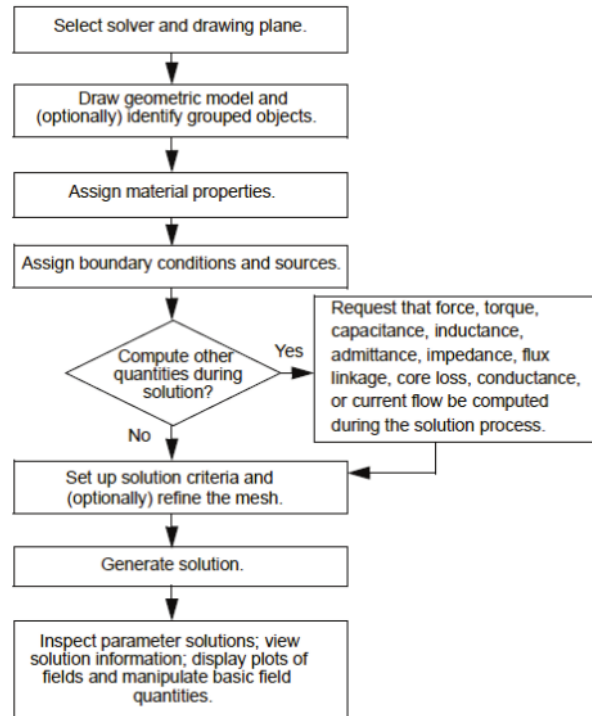 Select solver and drawing plane.
Draw geometric model and
(optionally) identify grouped objects.
Assign material properties.
Assign boundary conditions and sources.
Compute other
quantities during
solution?
Yes
Request that force, torque,
capacitance, inductance,
admittance, impedance, flux
linkage, core loss, conductance,
or current flow be computed
during the solution process.
No
Set up solution criteria and
(optionally) refine the mesh.
Generate solution.
Inspect parameter solutions; view
solution information; display plots of
fields and manipulate basic field
quantities.